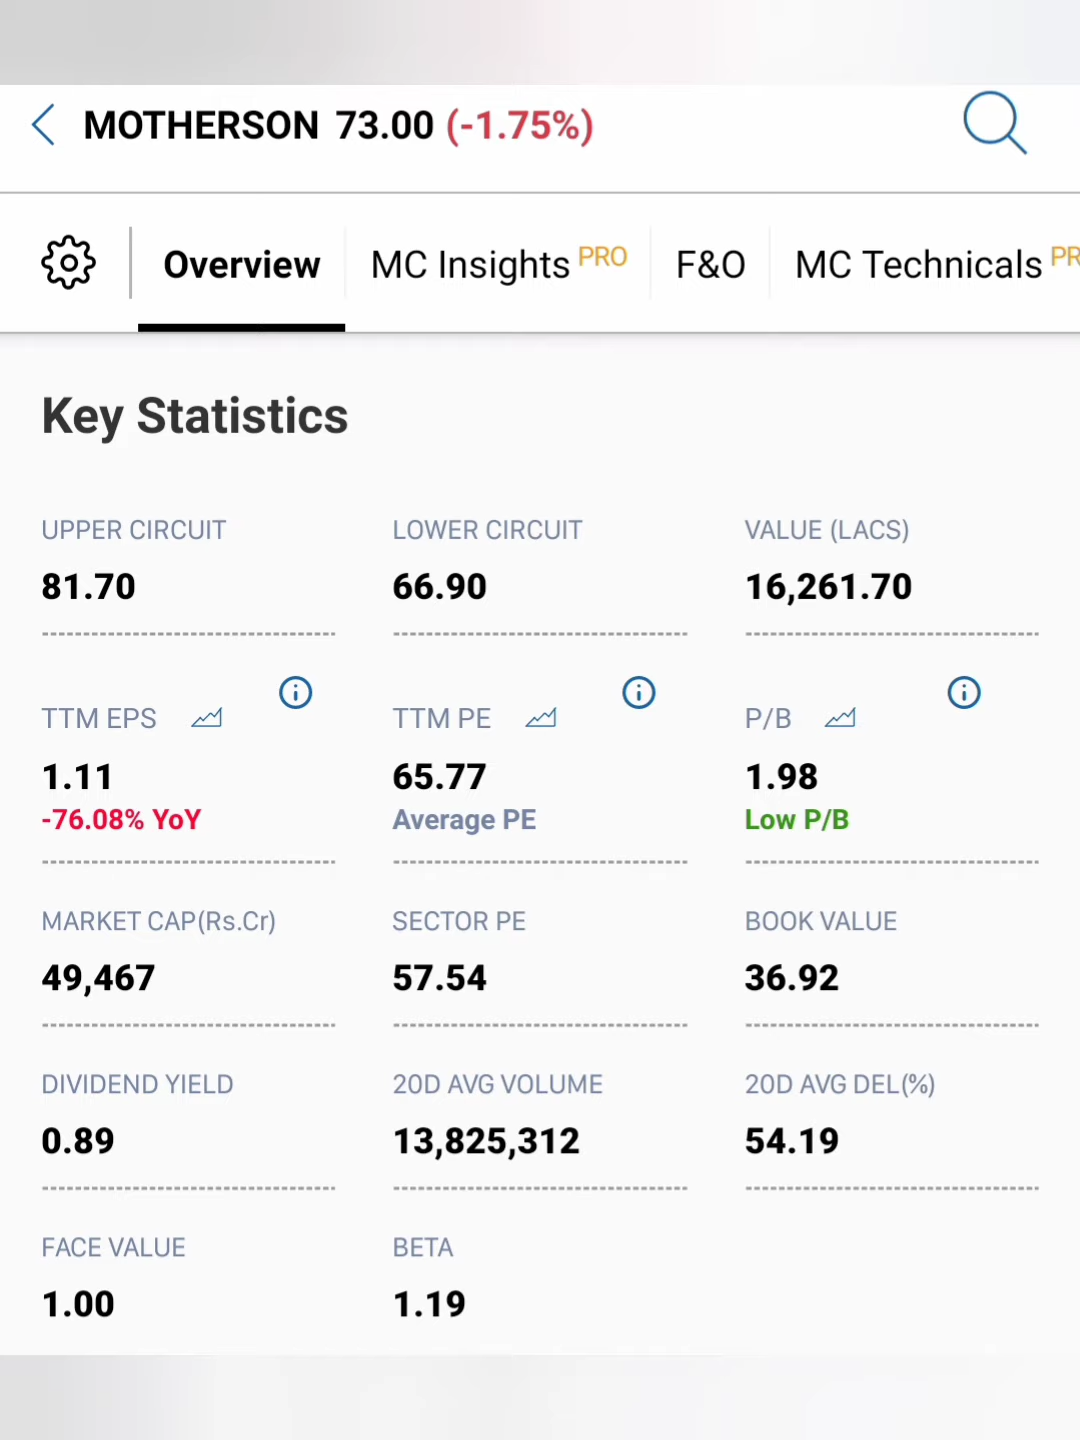 MOTHERSON 73.00 (-1.75%)
Overview MC Insights PRO F&O MC Technicals PR
Key Statistics
UPPER CIRCUIT LOWER CIRCUIT VALUE (LACS)
81.70 66.90 16,261.70
TTM EPS TTM PE P/B
1.11 65.77 1.98
-76.08% YoY Average PE Low P/B
MARKET CAP(Rs.Cr) SECTOR PE BOOK VALUE
49,467 57.54 36.92
DIVIDEND YIELD 20D AVG VOLUME 20D AVG DEL(%)
0.89 13,825,312 54.19
FACE VALUE BETA
1.00 1.19